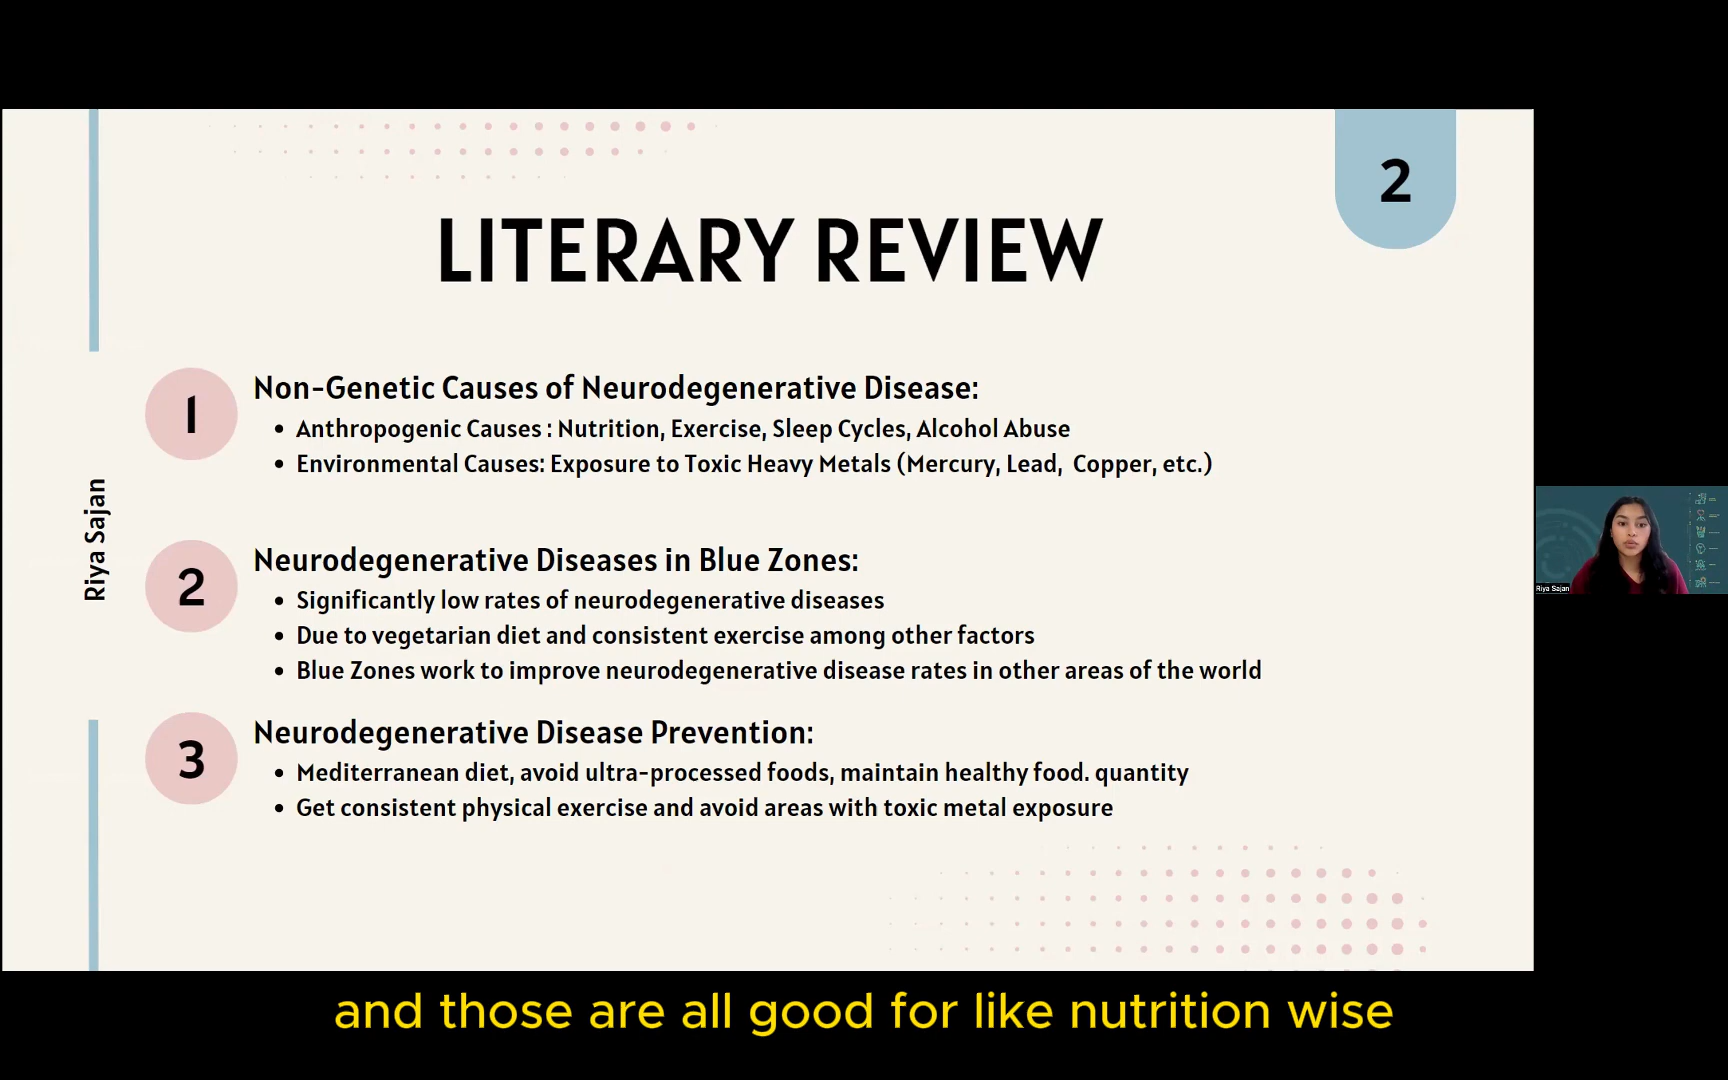 2
LITERARY REVIEW
Riya Sajan
1
Non-Genetic Causes of Neurodegenerative Disease:
• Anthropogenic Causes : Nutrition, Exercise, Sleep Cycles, Alcohol Abuse
• Environmental Causes: Exposure to Toxic Heavy Metals (Mercury, Lead,  Copper, etc.)
2
Neurodegenerative Diseases in Blue Zones:
• Significantly low rates of neurodegenerative diseases
• Due to vegetarian diet and consistent exercise among other factors
• Blue Zones work to improve neurodegenerative disease rates in other areas of the world
3
Neurodegenerative Disease Prevention:
• Mediterranean diet, avoid ultra-processed foods, maintain healthy food. quantity
• Get consistent physical exercise and avoid areas with toxic metal exposure
Riya Sajan
and those are all good for like nutrition wise